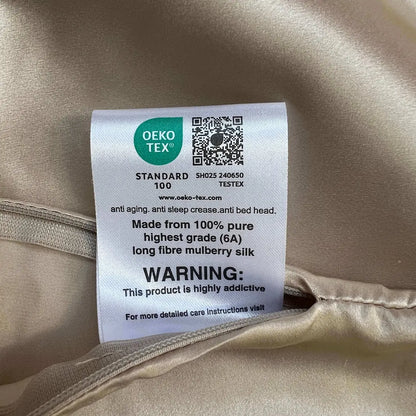 OEKO
TEX®
STANDARD
100
SH025 240650
TESTEX
www.oeko-tex.com
anti aging. anti sleep crease.anti bed head.
Made from 100% pure
highest grade (6A)
long fibre mulberry silk
WARNING:
This product is highly addictive
For more detailed care instructions visit